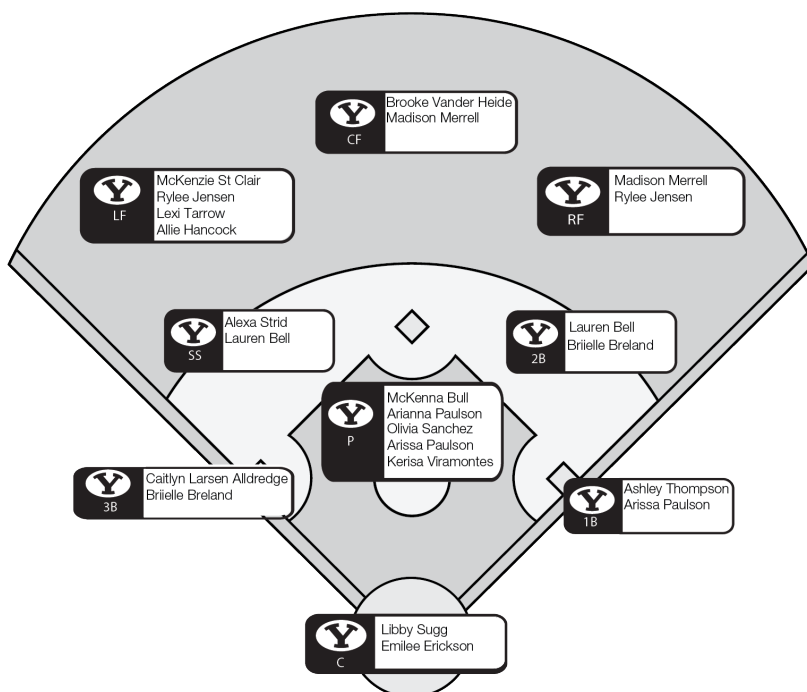 Y
CF
Brooke Vander Heide
Madison Merrell
Y
LF
McKenzie St Clair
Rylee Jensen
Lexi Tarrow
Allie Hancock
Y
RF
Madison Merrell
Rylee Jensen
Y
SS
Alexa Strid
Lauren Bell
Y
2B
Lauren Bell
Briielle Breland
Y
P
McKenna Bull
Arianna Paulson
Olivia Sanchez
Arissa Paulson
Kerisa Viramontes
Y
3B
Caitlyn Larsen Alldredge
Briielle Breland
Y
1B
Ashley Thompson
Arissa Paulson
Y
C
Libby Sugg
Emilee Erickson